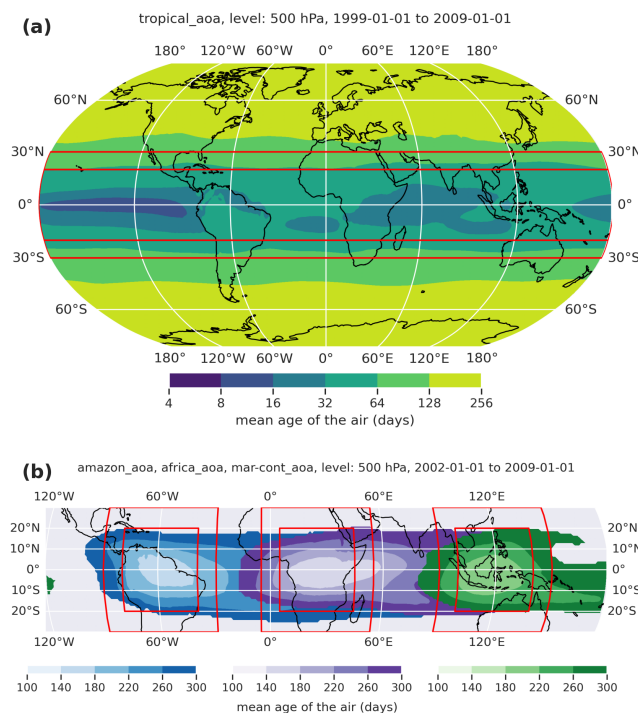 (a)
tropical_aoa, level: 500 hPa, 1999-01-01 to 2009-01-01
180° 120°W 60°W 0° 60°E 120°E 180°
60°N 60°N
30°N 30°N
0° 0°
30°S 30°S
60°S 60°S
180° 120°W 60°W 0° 60°E 120°E 180°
4 8 16 32 64 128 256
mean age of the air (days)
(b)
amazon_aoa, africa_aoa, mar-cont_aoa, level: 500 hPa, 2002-01-01 to 2009-01-01
120°W 60°W 0° 60°E 120°E
20°N 20°N
10°N 10°N
0° 0°
10°S 10°S
20°S 20°S
120°W 60°W 0° 60°E 120°E
100 140 180 220 260 300 100 140 180 220 260 300 100 140 180 220 260 300
mean age of the air (days)